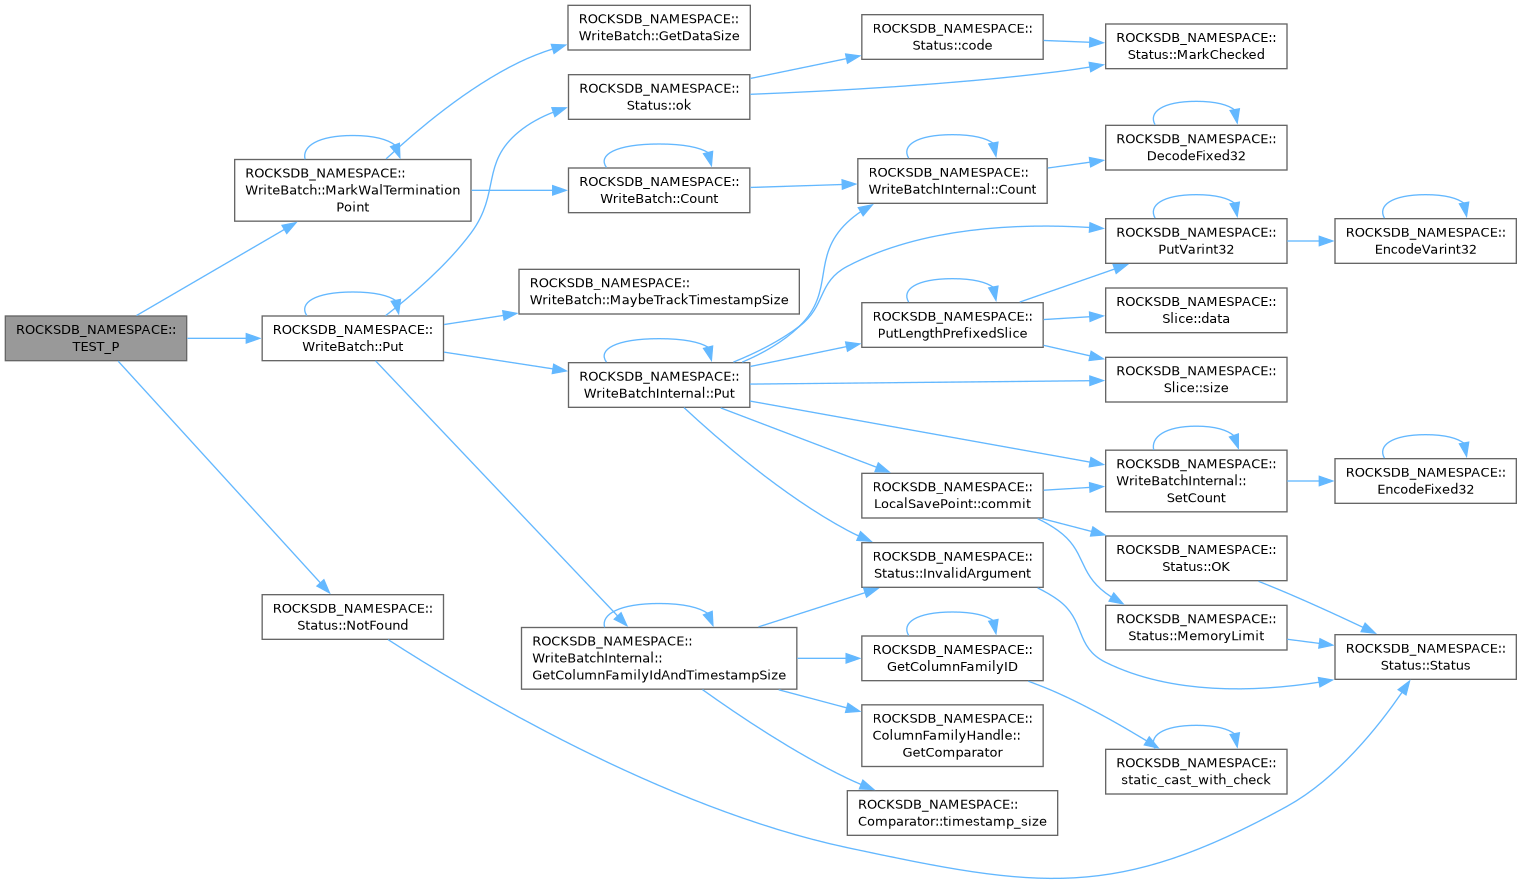 ROCKSDB_NAMESPACE::
TEST_P
ROCKSDB_NAMESPACE::
WriteBatch::MarkWalTermination
Point
ROCKSDB_NAMESPACE::
WriteBatch::Put
ROCKSDB_NAMESPACE::
Status::NotFound
ROCKSDB_NAMESPACE::
WriteBatch::GetDataSize
ROCKSDB_NAMESPACE::
Status::ok
ROCKSDB_NAMESPACE::
WriteBatch::Count
ROCKSDB_NAMESPACE::
WriteBatch::MaybeTrackTimestampSize
ROCKSDB_NAMESPACE::
WriteBatchInternal::Put
ROCKSDB_NAMESPACE::
WriteBatchInternal::
GetColumnFamilyIdAndTimestampSize
ROCKSDB_NAMESPACE::
Status::code
ROCKSDB_NAMESPACE::
WriteBatchInternal::Count
ROCKSDB_NAMESPACE::
PutLengthPrefixedSlice
ROCKSDB_NAMESPACE::
LocalSavePoint::commit
ROCKSDB_NAMESPACE::
Status::InvalidArgument
ROCKSDB_NAMESPACE::
GetColumnFamilyID
ROCKSDB_NAMESPACE::
ColumnFamilyHandle::
GetComparator
ROCKSDB_NAMESPACE::
Comparator::timestamp_size
ROCKSDB_NAMESPACE::
Status::MarkChecked
ROCKSDB_NAMESPACE::
DecodeFixed32
ROCKSDB_NAMESPACE::
PutVarint32
ROCKSDB_NAMESPACE::
Slice::data
ROCKSDB_NAMESPACE::
Slice::size
ROCKSDB_NAMESPACE::
WriteBatchInternal::
SetCount
ROCKSDB_NAMESPACE::
Status::OK
ROCKSDB_NAMESPACE::
Status::MemoryLimit
ROCKSDB_NAMESPACE::
static_cast_with_check
ROCKSDB_NAMESPACE::
EncodeVarint32
ROCKSDB_NAMESPACE::
EncodeFixed32
ROCKSDB_NAMESPACE::
Status::Status